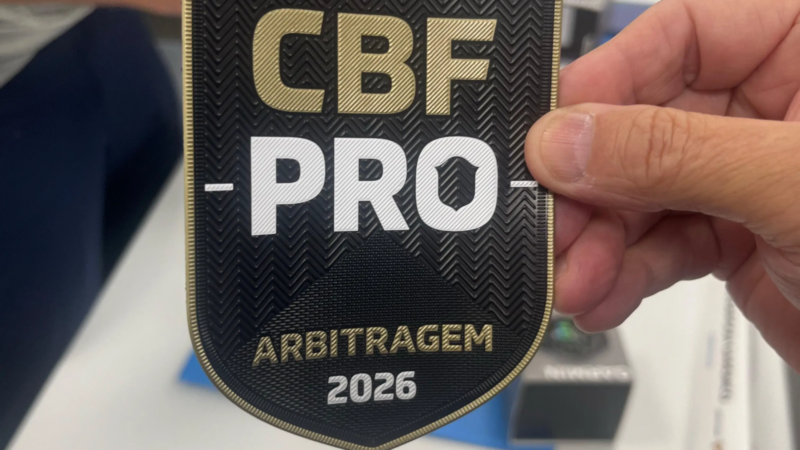 CBF
PRO
ARBITRAGEM
2026